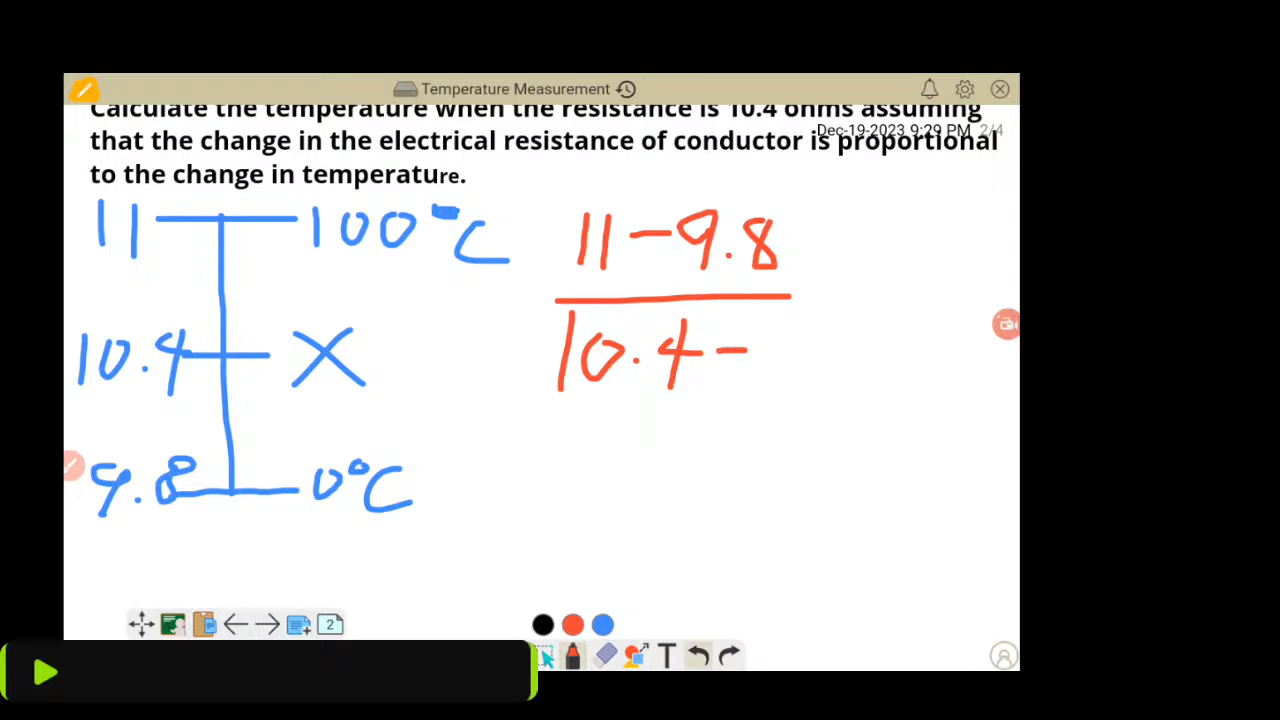 Temperature Measurement
Calculate the temperature when the resistance is 10.4 ohms assuming
Dec-19-2023 9:29 PM 2/4
that the change in the electrical resistance of conductor is proportional
to the change in temperature.
11 100°C
11-9.8
10.4 X
10.4-
9.8 0°C
2
T